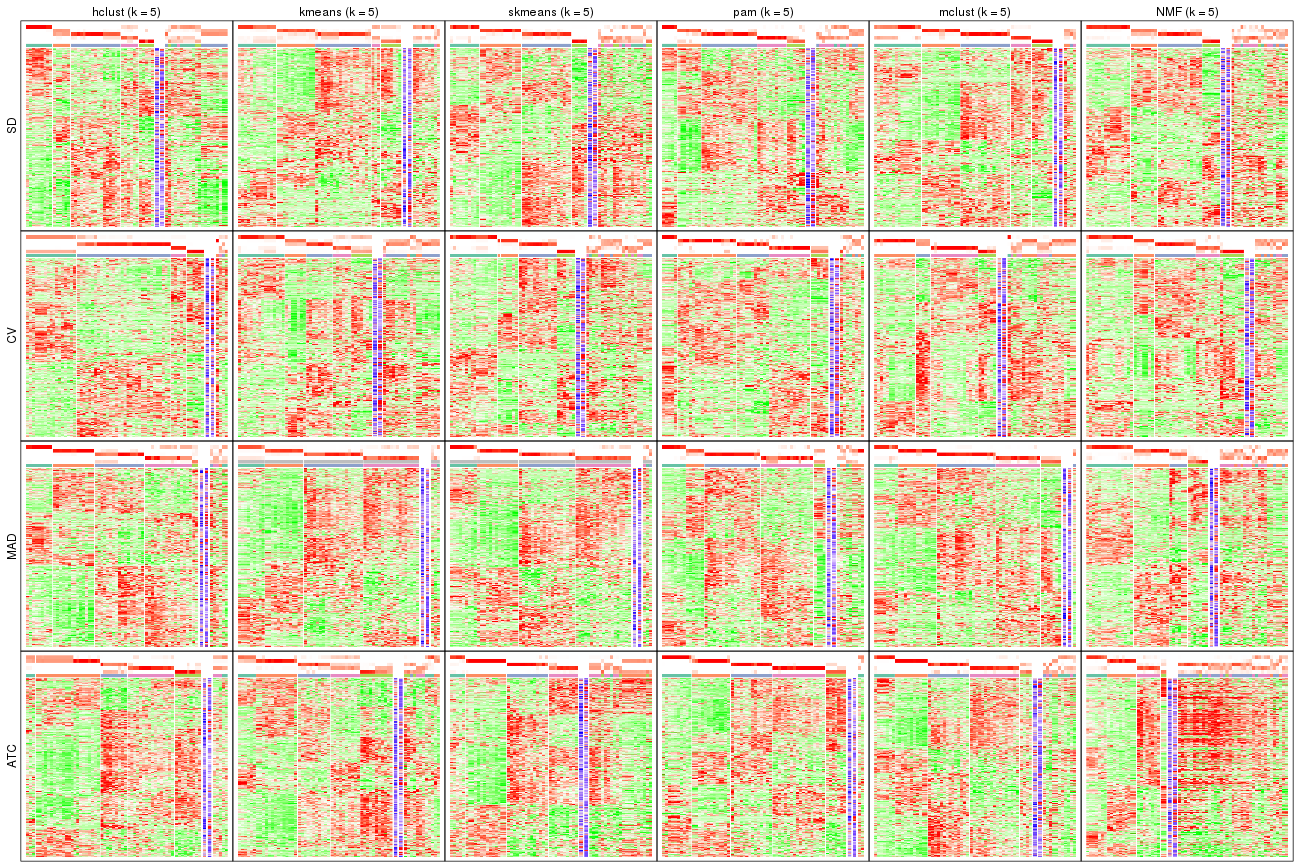 hclust (k = 5) kmeans (k = 5) skmeans (k = 5) pam (k = 5) mclust (k = 5) NMF (k = 5)
SD
CV
MAD
ATC